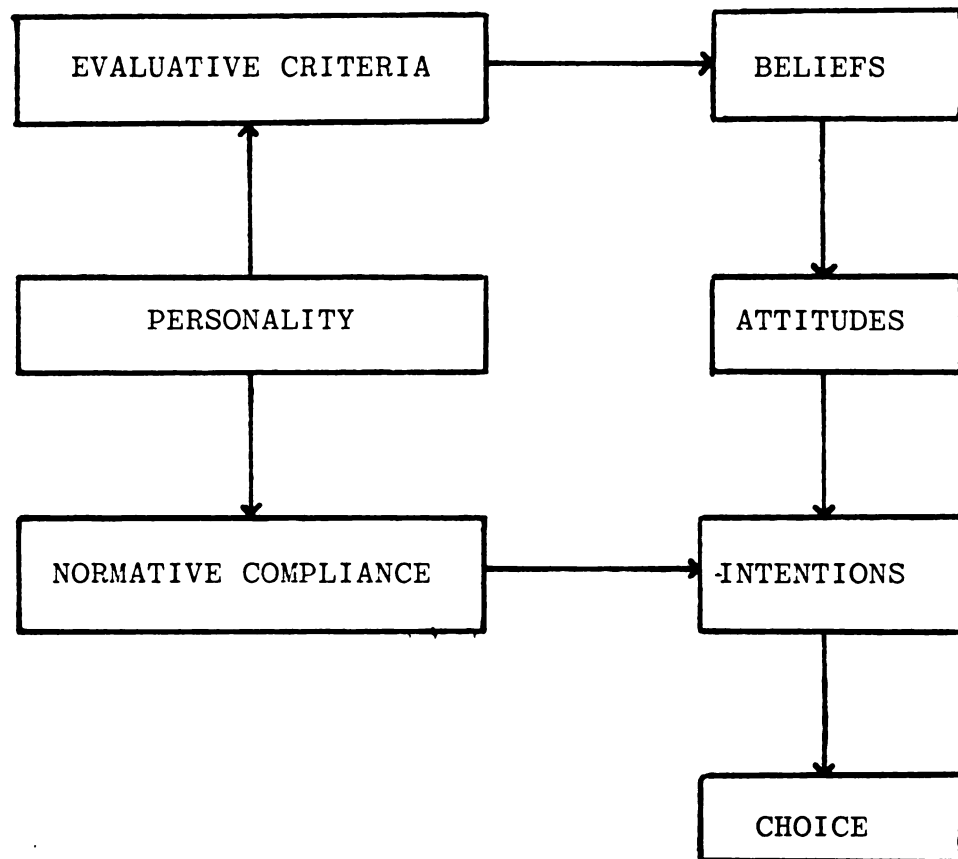 EVALUATIVE CRITERIA
BELIEFS
PERSONALITY
ATTITUDES
NORMATIVE COMPLIANCE
INTENTIONS
CHOICE